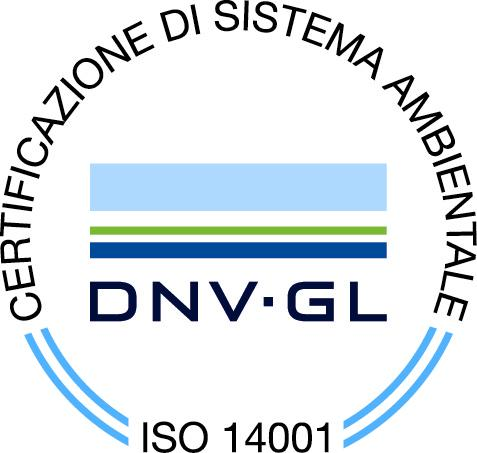 CERTIFICAZIONE DI SISTEMA AMBIENTALE
DNV·GL
ISO 14001